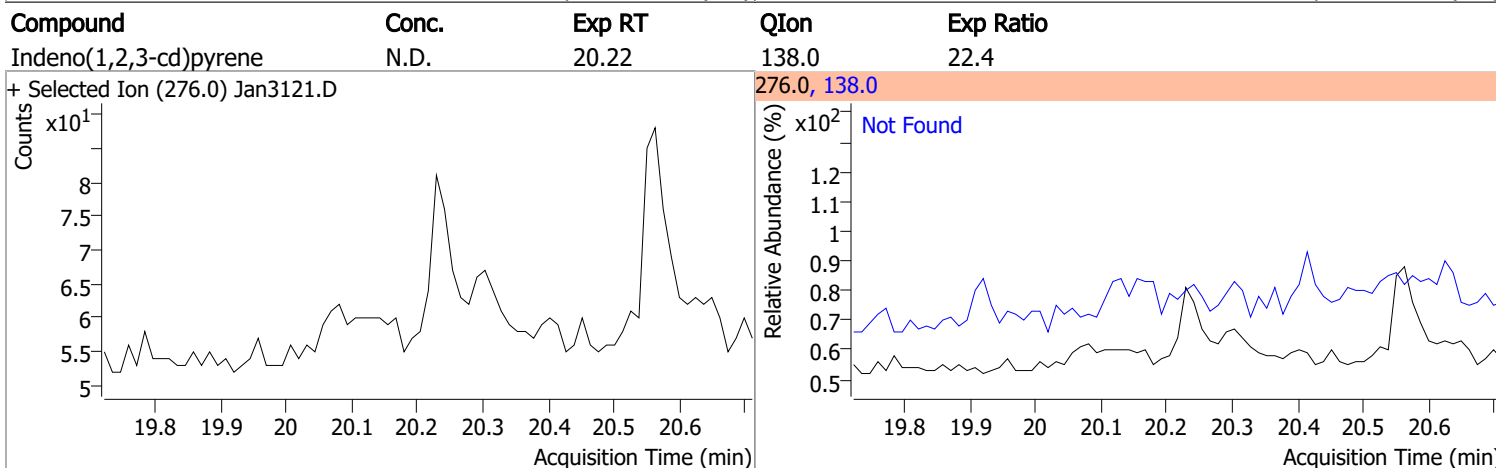 Compound Conc. Exp RT QIon Exp Ratio
Indeno(1,2,3-cd)pyrene N.D. 20.22 138.0 22.4
+ Selected Ion (276.0) Jan3121.D
Counts
x10¹
8
7.5
7
6.5
6
5.5
5
19.8 19.9 20 20.1 20.2 20.3 20.4 20.5 20.6
Acquisition Time (min)
276.0, 138.0
Relative Abundance (%)
x10²
Not Found
1.2
1.1
1
0.9
0.8
0.7
0.6
0.5
19.8 19.9 20 20.1 20.2 20.3 20.4 20.5 20.6
Acquisition Time (min)